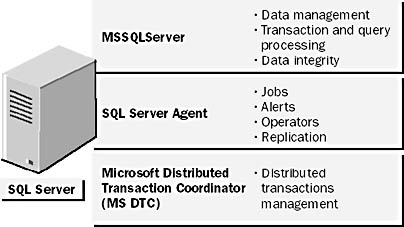 MSSQLServer
· Data management
· Transaction and query
processing
· Data integrity
SQL Server Agent
· Jobs
· Alerts
· Operators
· Replication
Microsoft Distributed
Transaction Coordinator
(MS DTC)
· Distributed
transactions
management
SQL Server